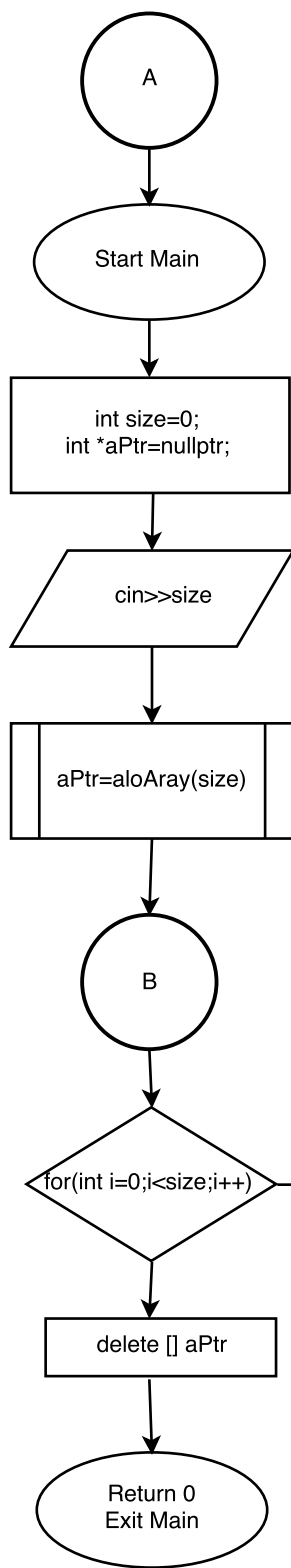 A
Start Main
int size=0;
int *aPtr=nullptr;
cin>>size
aPtr=aloAray(size)
B
for(int i=0;i<size;i++)
delete [] aPtr
Return 0
Exit Main